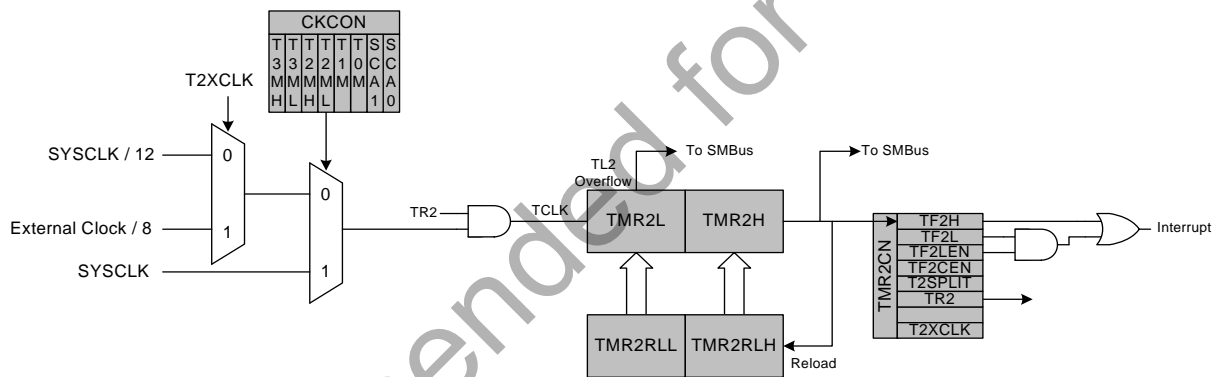 CKCON
T3MH T3ML T2MH T2ML T1M T0M SCA1 SCA0
T2XCLK
SYSCLK / 12
0
External Clock / 8
1
SYSCLK
0
1
TR2
TCLK
TL2
Overflow
To SMBus
To SMBus
TMR2L
TMR2H
TMR2RLL
TMR2RLH
Reload
TMR2CN
TF2H
TF2L
TF2LEN
TF2CEN
T2SPLIT
TR2
T2XCLK
Interrupt
ended for